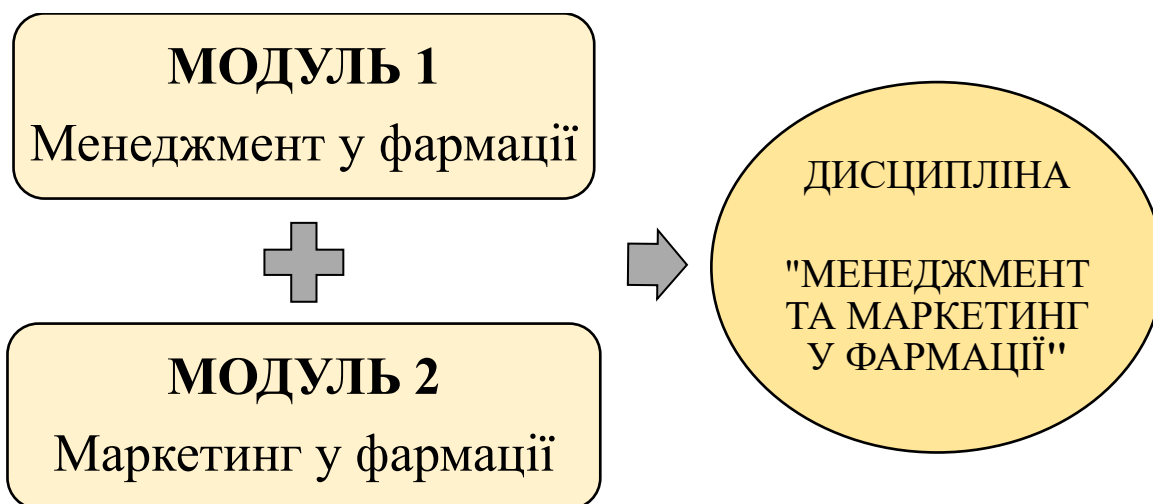 МОДУЛЬ 1
Менеджмент у фармації
МОДУЛЬ 2
Маркетинг у фармації
ДИСЦИПЛІНА
"МЕНЕДЖМЕНТ
ТА МАРКЕТИНГ
У ФАРМАЦІЇ"